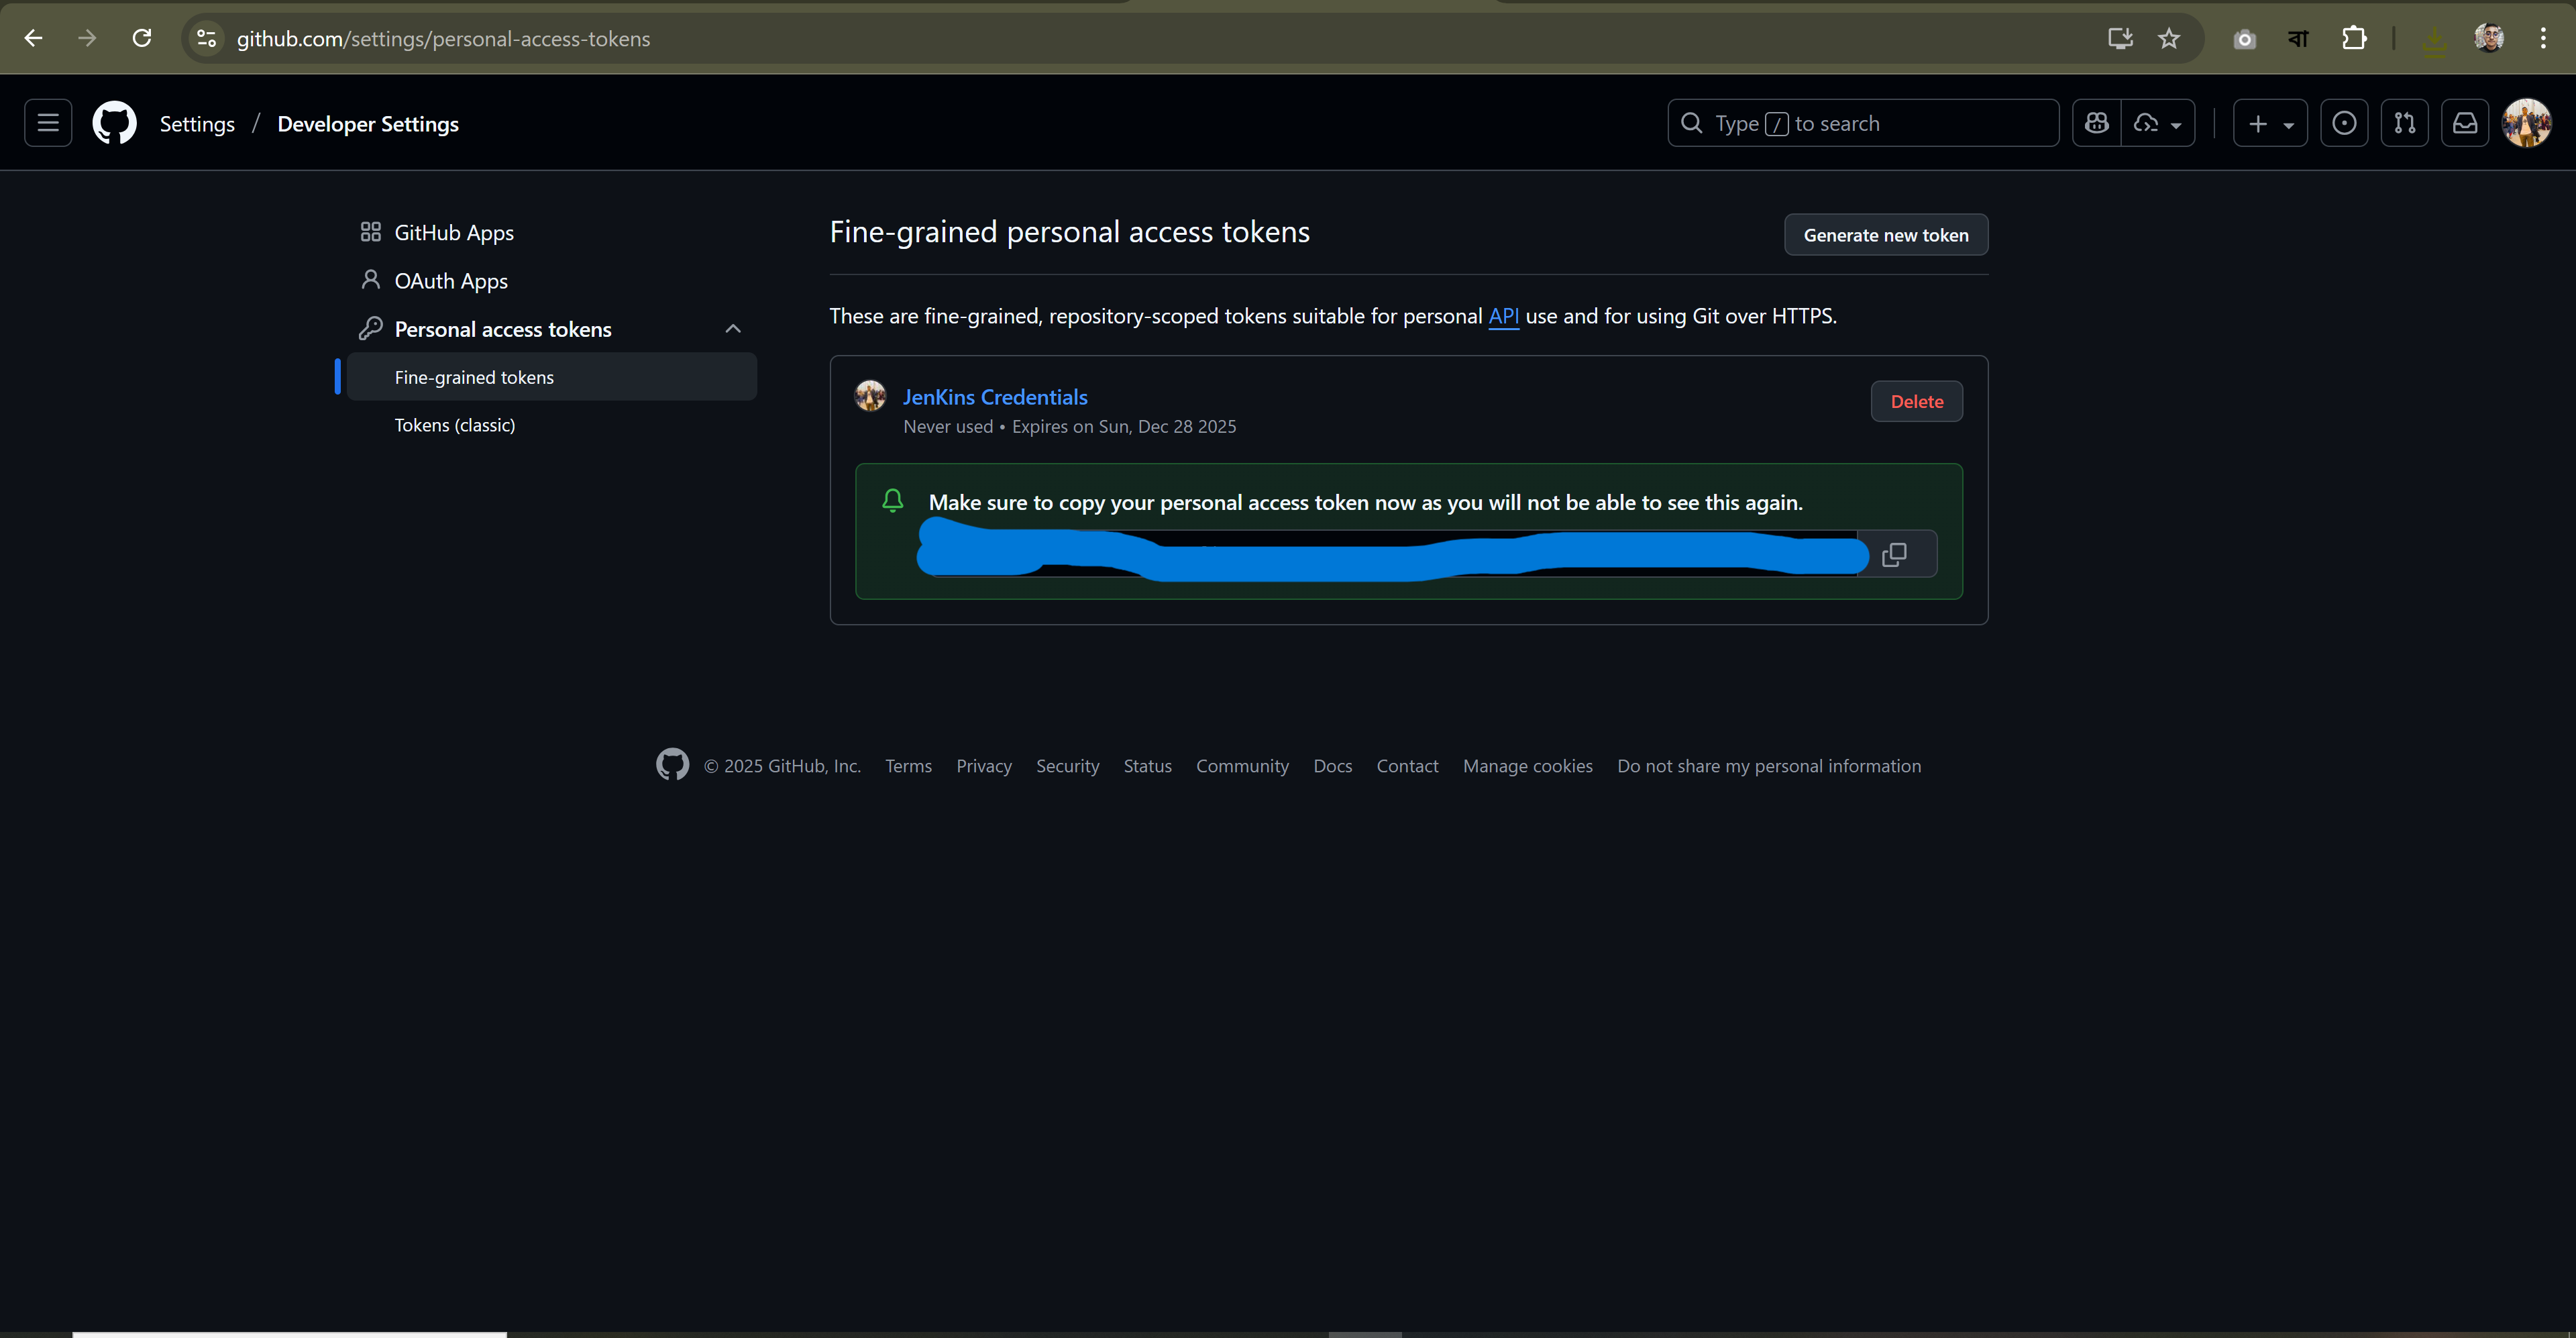 github.com/settings/personal-access-tokens
বা
Settings / Developer Settings
Type / to search
GitHub Apps
OAuth Apps
Personal access tokens
Fine-grained tokens
Tokens (classic)
Fine-grained personal access tokens
Generate new token
These are fine-grained, repository-scoped tokens suitable for personal API use and for using Git over HTTPS.
JenKins Credentials
Delete
Never used • Expires on Sun, Dec 28 2025
Make sure to copy your personal access token now as you will not be able to see this again.
© 2025 GitHub, Inc. Terms Privacy Security Status Community Docs Contact Manage cookies Do not share my personal information